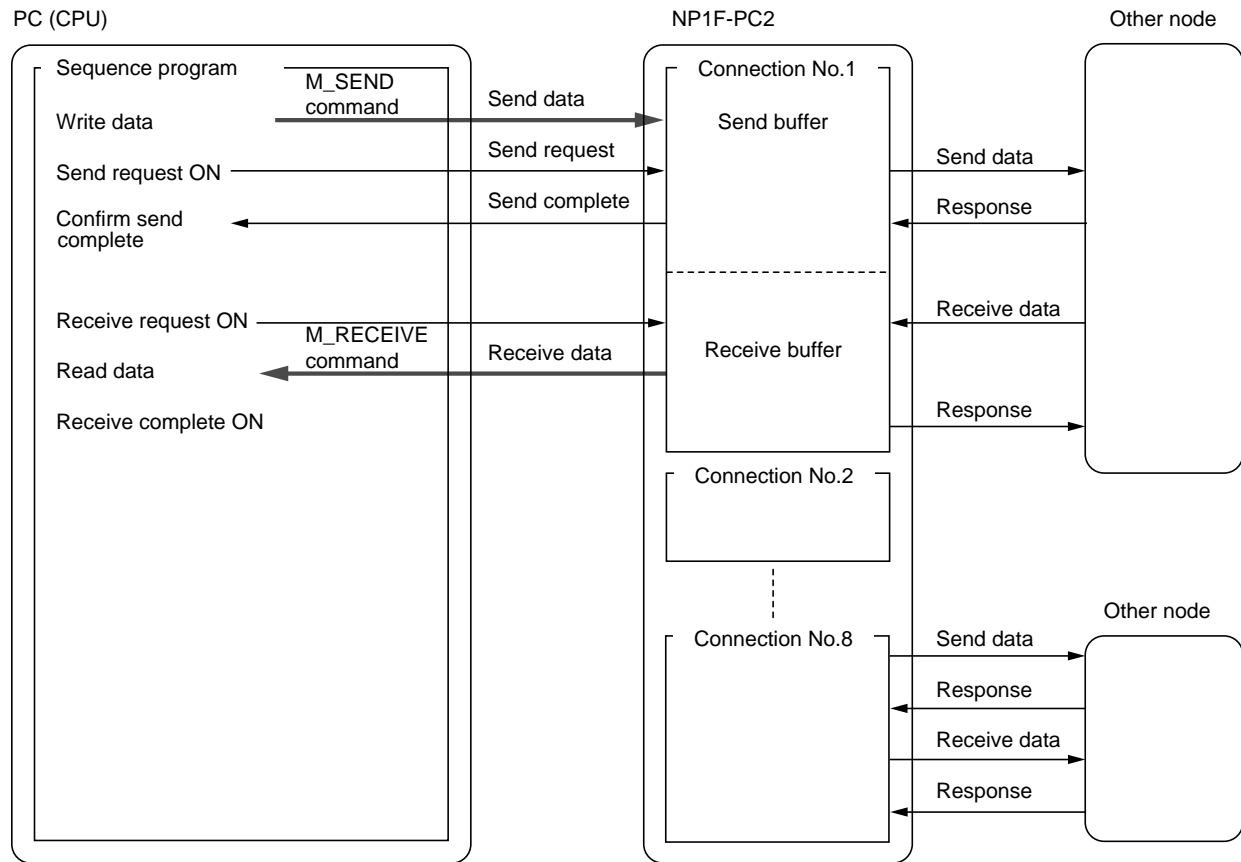 PC (CPU)
NP1F-PC2
Other node
Sequence program
Connection No.1
M_SEND
command
Send data
Write data
Send buffer
Send request
Send data
Send request ON
Send complete
Response
Confirm send
complete
Receive request ON
Receive data
M_RECEIVE
command
Receive data
Receive buffer
Read data
Response
Receive complete ON
Connection No.2
Other node
Connection No.8
Send data
Response
Receive data
Response